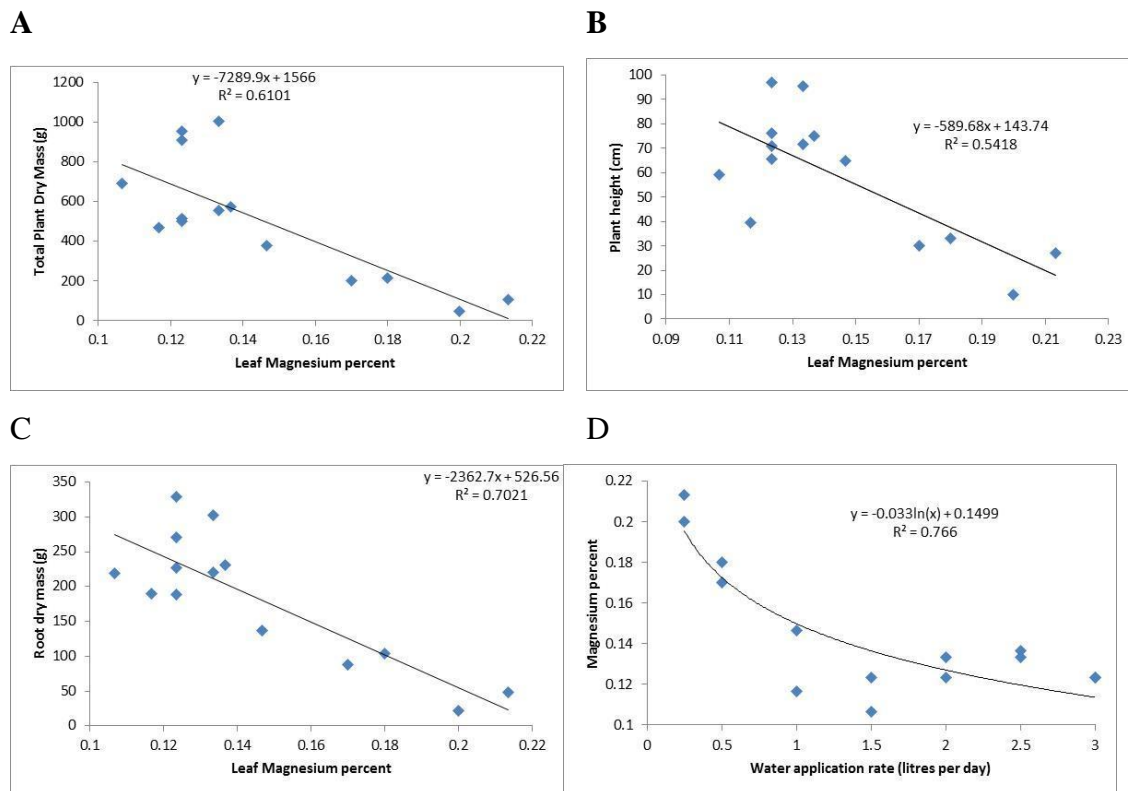 A
B
y = -7289.9x + 1566
R² = 0.6101
Total Plant Dry Mass (g)
1200
1000
800
600
400
200
0
0.1 0.12 0.14 0.16 0.18 0.2 0.22
Leaf Magnesium percent
y = -589.68x + 143.74
R² = 0.5418
Plant height (cm)
100
90
80
70
60
50
40
30
20
10
0
0.09 0.11 0.13 0.15 0.17 0.19 0.21 0.23
Leaf Magnesium percent
C
D
y = -2362.7x + 526.56
R² = 0.7021
Root dry mass (g)
350
300
250
200
150
100
50
0
0.1 0.12 0.14 0.16 0.18 0.2 0.22
Leaf Magnesium percent
y = -0.033ln(x) + 0.1499
R² = 0.766
Magnesium percent
0.22
0.2
0.18
0.16
0.14
0.12
0.1
0 0.5 1 1.5 2 2.5 3
Water application rate (litres per day)